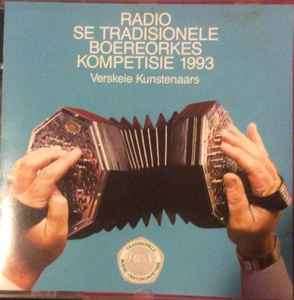 RADIO
SE TRADISIONELE
BOEREORKES
KOMPETISIE 1993
Verskeie Kunstenaars